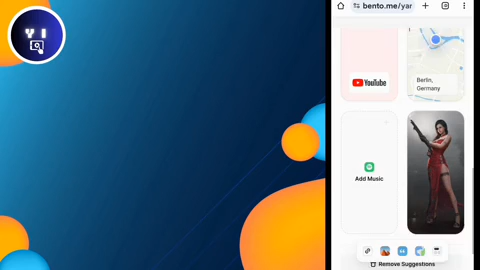 Y I
bento.me/yar
YouTube
Berlin,
Germany
Add Music
Remove Suggestions